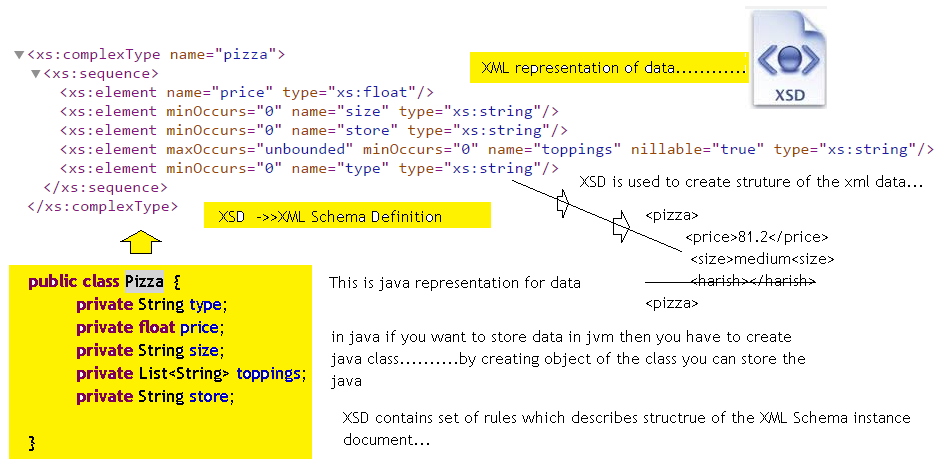 <xs:complexType name="pizza">
<xs:sequence>
<xs:element name="price" type="xs:float"/>
<xs:element minOccurs="0" name="size" type="xs:string"/>
<xs:element minOccurs="0" name="store" type="xs:string"/>
<xs:element maxOccurs="unbounded" minOccurs="0" name="toppings" nillable="true" type="xs:string"/>
<xs:element minOccurs="0" name="type" type="xs:string"/>
</xs:sequence>
</xs:complexType>
XML representation of data............
XSD
XSD ->>XML Schema Definition
XSD is used to create struture of the xml data...
<pizza>
<price>81.2</price>
<size>medium<size>
<harish></harish>
<pizza>
public class Pizza {
private String type;
private float price;
private String size;
private List<String> toppings;
private String store;
}
This is java representation for data
in java if you want to store data in jvm then you have to create
java class..........by creating object of the class you can store the
java
XSD contains set of rules which describes structrue of the XML Schema instance
document...